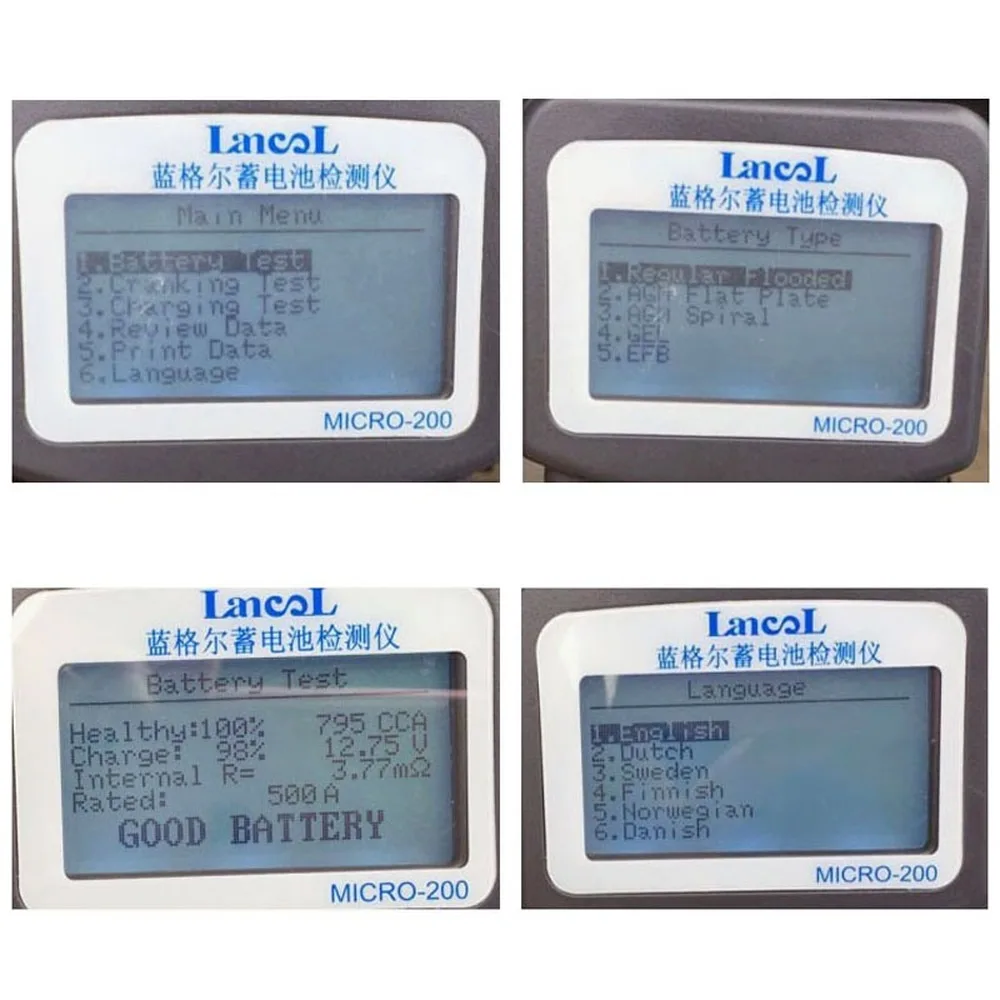 LancoL
蓝格尔蓄电池检测仪
Main Menu
1.Battery Test
2.Cranking Test
3.Charging Test
4.Review Data
5.Print Data
6.Language
MICRO-200
LancoL
蓝格尔蓄电池检测仪
Battery Type
1.Regular Flooded
2.AGM Flat Plate
3.AGM Spiral
4.GEL
5.EFB
MICRO-200
LancoL
蓝格尔蓄电池检测仪
Battery Test
Healthy:100% 795 CCA
Charge: 98% 12.75 V
Internal R= 3.77mΩ
Rated: 500 A
GOOD BATTERY
MICRO-200
LancoL
蓝格尔蓄电池检测仪
Language
1.English
2.Dutch
3.Sweden
4.Finnish
5.Norwegian
6.Danish
MICRO-200